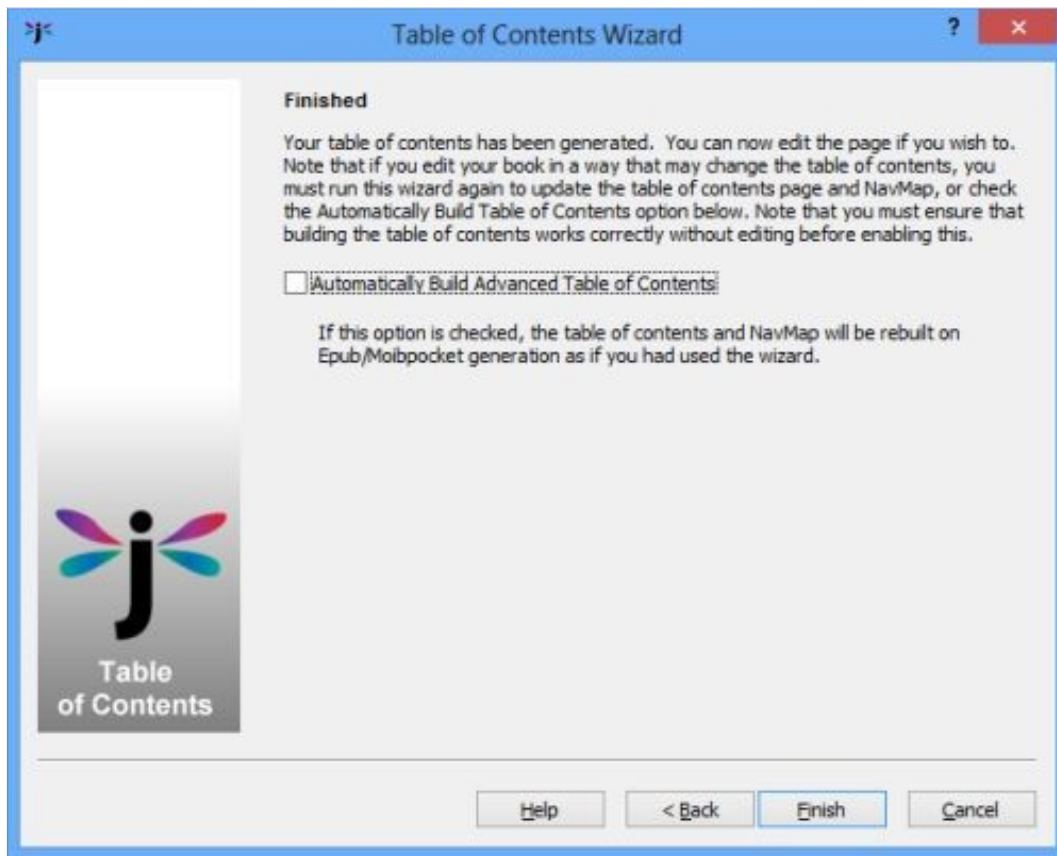 Table of Contents Wizard
?
Finished
Your table of contents has been generated. You can now edit the page if you wish to.
Note that if you edit your book in a way that may change the table of contents, you
must run this wizard again to update the table of contents page and NavMap, or check
the Automatically Build Table of Contents option below. Note that you must ensure that
building the table of contents works correctly without editing before enabling this.
Automatically Build Advanced Table of Contents
If this option is checked, the table of contents and NavMap will be rebuilt on
Epub/Moibpocket generation as if you had used the wizard.
j
Table
of Contents
Help
< Back
Finish
Cancel